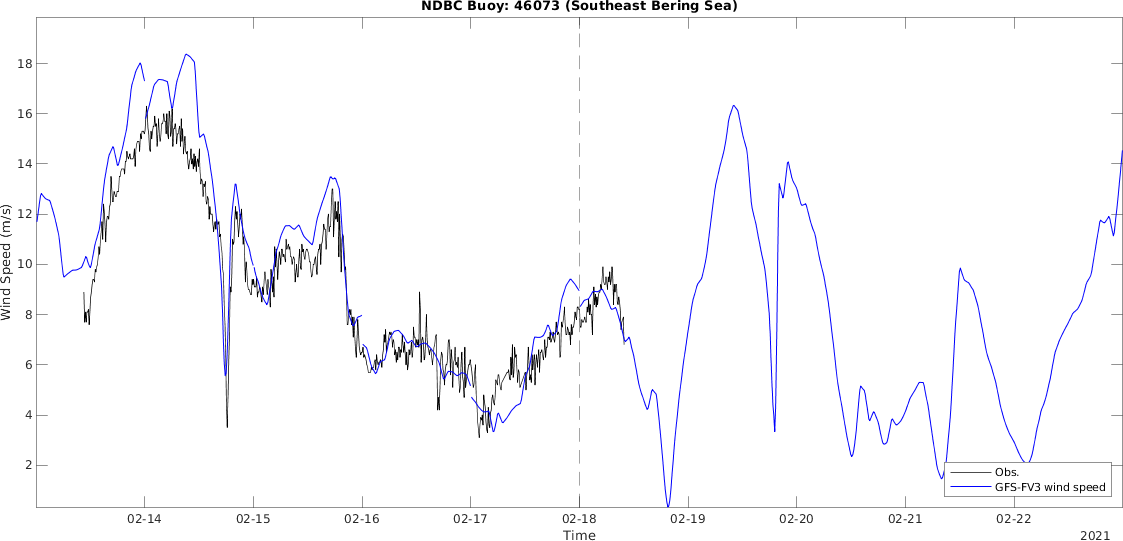 NDBC Buoy: 46073 (Southeast Bering Sea)
18
16
14
12
10
8
6
4
2
Wind Speed (m/s)
Obs.
GFS-FV3 wind speed
02-14 02-15 02-16 02-17 02-18 02-19 02-20 02-21 02-22
Time
2021